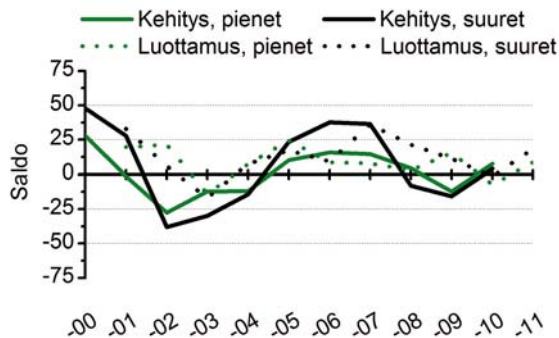 Kehitys, pienet Kehitys, suuret
Luottamus, pienet Luottamus, suuret
75
50
25
0
-25
-50
-75
Saldo
-00 -01 -02 -03 -04 -05 -06 -07 -08 -09 -10 -11